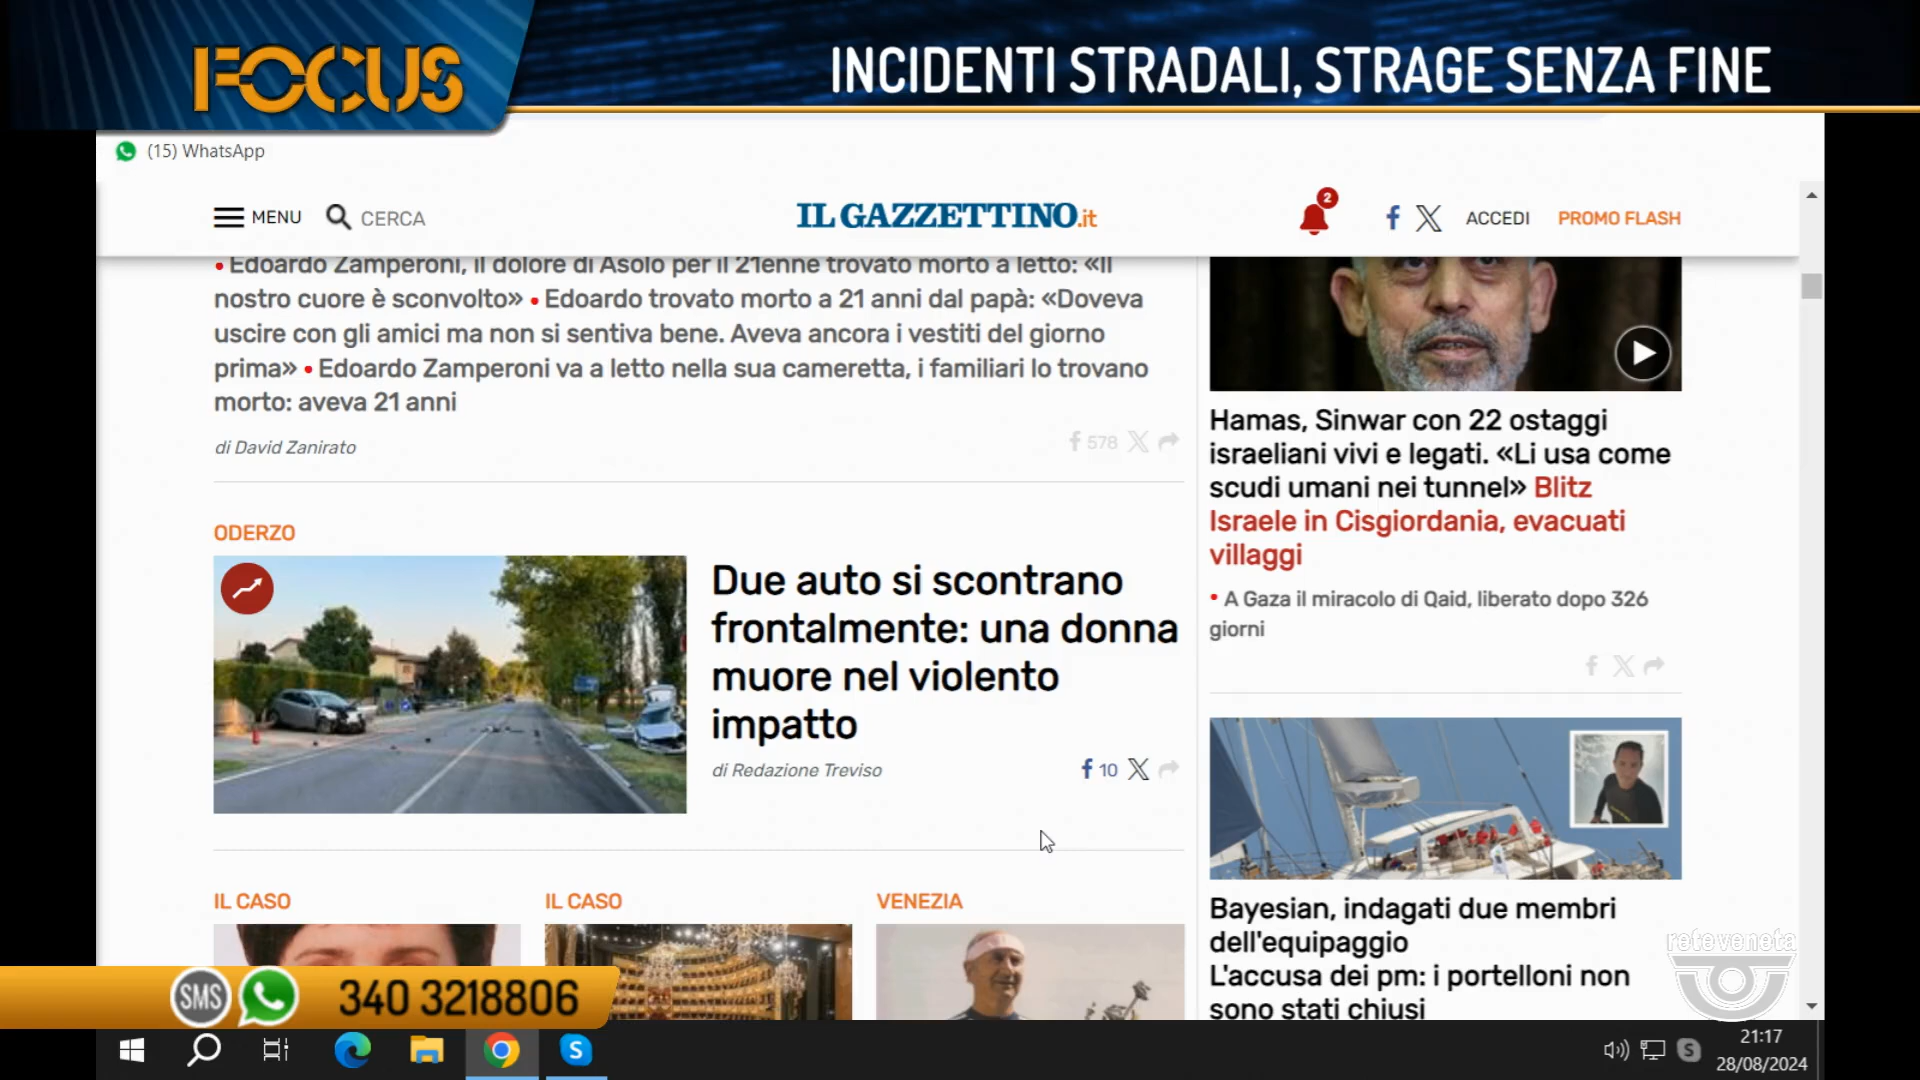 FOCUS
INCIDENTI STRADALI, STRAGE SENZA FINE
(15) WhatsApp
MENU
CERCA
IL GAZZETTINO.it
2
ACCEDI
PROMO FLASH
• Edoardo Zamperoni, il dolore di Asolo per il 21enne trovato morto a letto: «Il
nostro cuore è sconvolto» • Edoardo trovato morto a 21 anni dal papà: «Doveva
uscire con gli amici ma non si sentiva bene. Aveva ancora i vestiti del giorno
prima» • Edoardo Zamperoni va a letto nella sua cameretta, i familiari lo trovano
morto: aveva 21 anni
di David Zanirato
578
ODERZO
Due auto si scontrano
frontalmente: una donna
muore nel violento
impatto
di Redazione Treviso
10
Hamas, Sinwar con 22 ostaggi
israeliani vivi e legati. «Li usa come
scudi umani nei tunnel» Blitz
Israele in Cisgiordania, evacuati
villaggi
• A Gaza il miracolo di Qaid, liberato dopo 326
giorni
IL CASO
IL CASO
VENEZIA
Bayesian, indagati due membri
dell'equipaggio
L'accusa dei pm: i portelloni non
sono stati chiusi
reteveneta
SMS
340 3218806
21:17
28/08/2024